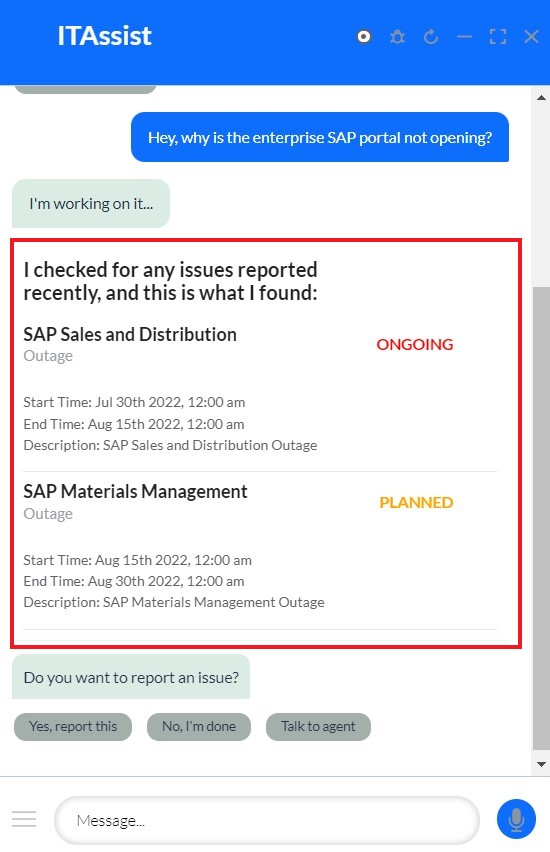 ITAssist
Hey, why is the enterprise SAP portal not opening?
I'm working on it...
I checked for any issues reported
recently, and this is what I found:
SAP Sales and Distribution
ONGOING
Outage
Start Time: Jul 30th 2022, 12:00 am
End Time: Aug 15th 2022, 12:00 am
Description: SAP Sales and Distribution Outage
SAP Materials Management
PLANNED
Outage
Start Time: Aug 15th 2022, 12:00 am
End Time: Aug 30th 2022, 12:00 am
Description: SAP Materials Management Outage
Do you want to report an issue?
Yes, report this
No, I'm done
Talk to agent
Message...